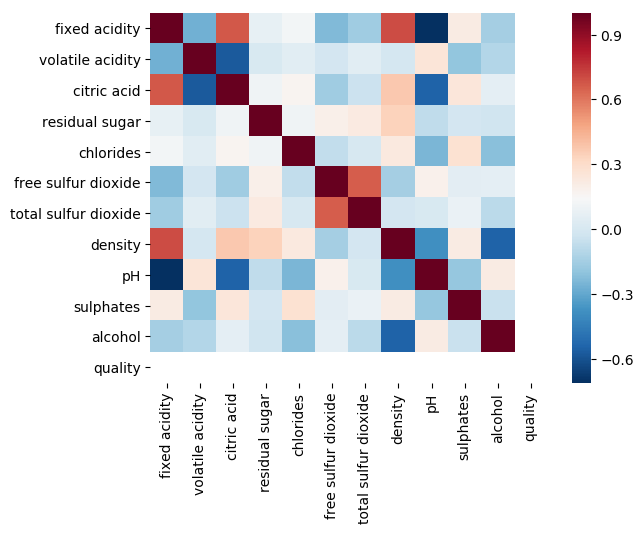 fixed acidity
volatile acidity
citric acid
residual sugar
chlorides
free sulfur dioxide
total sulfur dioxide
density
pH
sulphates
alcohol
quality
fixed acidity
volatile acidity
citric acid
residual sugar
chlorides
free sulfur dioxide
total sulfur dioxide
density
pH
sulphates
alcohol
quality
0.9
0.6
0.3
0.0
−0.3
−0.6